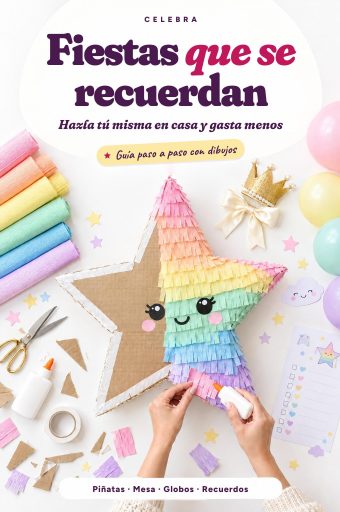 CELEBRA
Fiestas que se
recuerdan
Hazla tú misma en casa y gasta menos
Guía paso a paso con dibujos
Piñatas · Mesa · Globos · Recuerdos